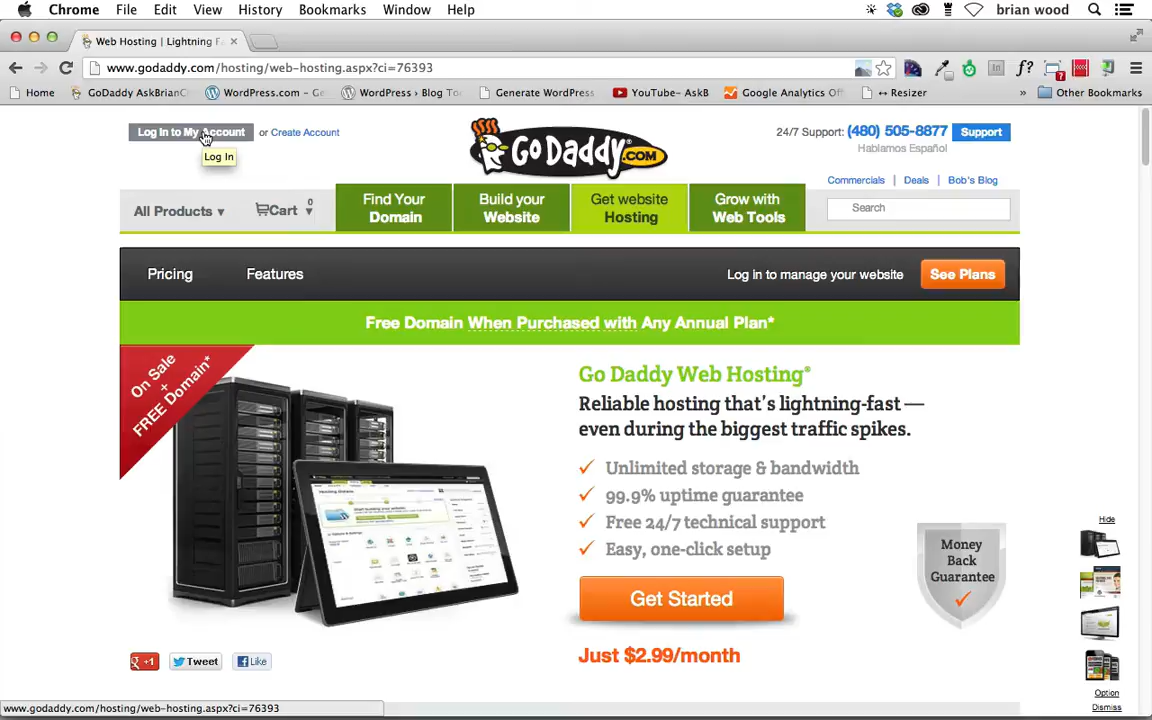 Chrome File Edit View History Bookmarks Window Help brian wood
Web Hosting | Lightning F
www.godaddy.com/hosting/web-hosting.aspx?ci=76393
Home GoDaddy AskBrian WordPress.com - Ge WordPress › Blog To Generate WordPress YouTube- AskB Google Analytics Of ↔ Resizer » Other Bookmarks
Log In to My Account or Create Account
Log In
GO DADDY .COM
24/7 Support: (480) 505-8877 Support
Hablamos Español
Commercials | Deals | Bob's Blog
All Products ▾ Cart 0 ▾
Find Your Domain
Build your Website
Get website Hosting
Grow with Web Tools
Search
Pricing Features Log in to manage your website See Plans
Free Domain When Purchased with Any Annual Plan*
On Sale
+
FREE Domain*
Go Daddy Web Hosting®
Reliable hosting that's lightning-fast —
even during the biggest traffic spikes.
✓ Unlimited storage & bandwidth
✓ 99.9% uptime guarantee
✓ Free 24/7 technical support
✓ Easy, one-click setup
Get Started
Just $2.99/month
Money
Back
Guarantee
✓
Hide
Option
Dismiss
g +1 Tweet Like
www.godaddy.com/hosting/web-hosting.aspx?ci=76393